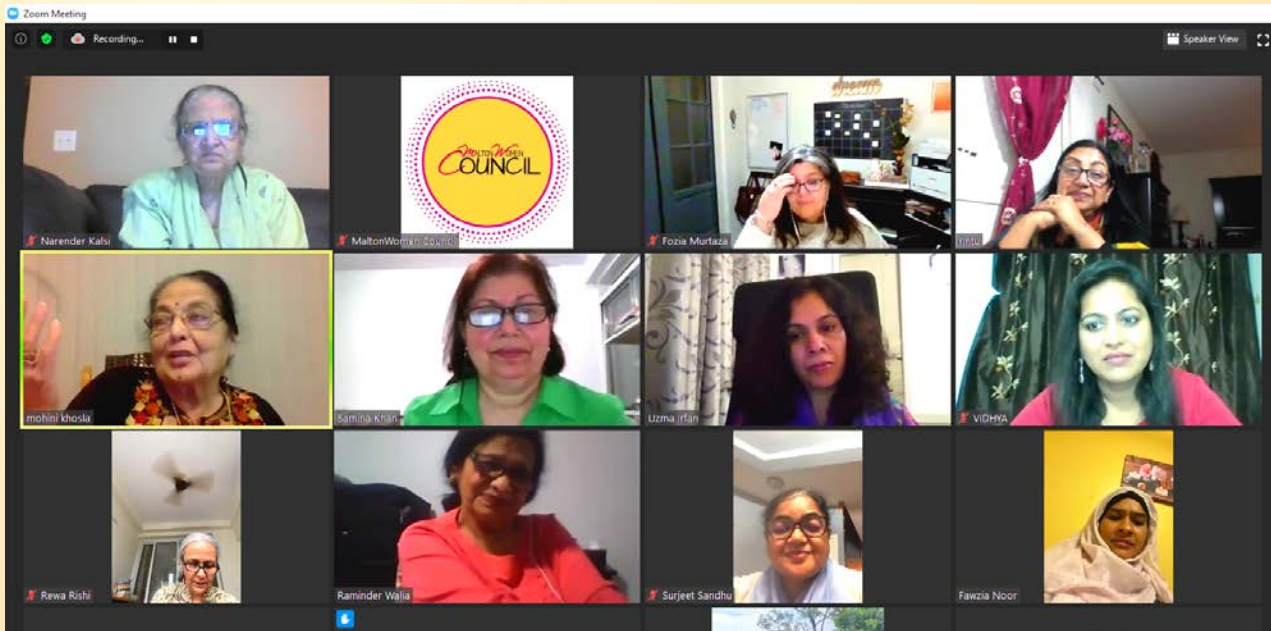 Zoom Meeting
Recording...
Speaker View
MALTON WOMEN
COUNCIL
Narender Kalsi
MaltonWomen Council
Fozia Murtaza
rintu
mohini khosla
Samina Khan
Uzma Irfan
VIDHYA
Rewa Rishi
Raminder Walia
Surjeet Sandhu
Fawzia Noor